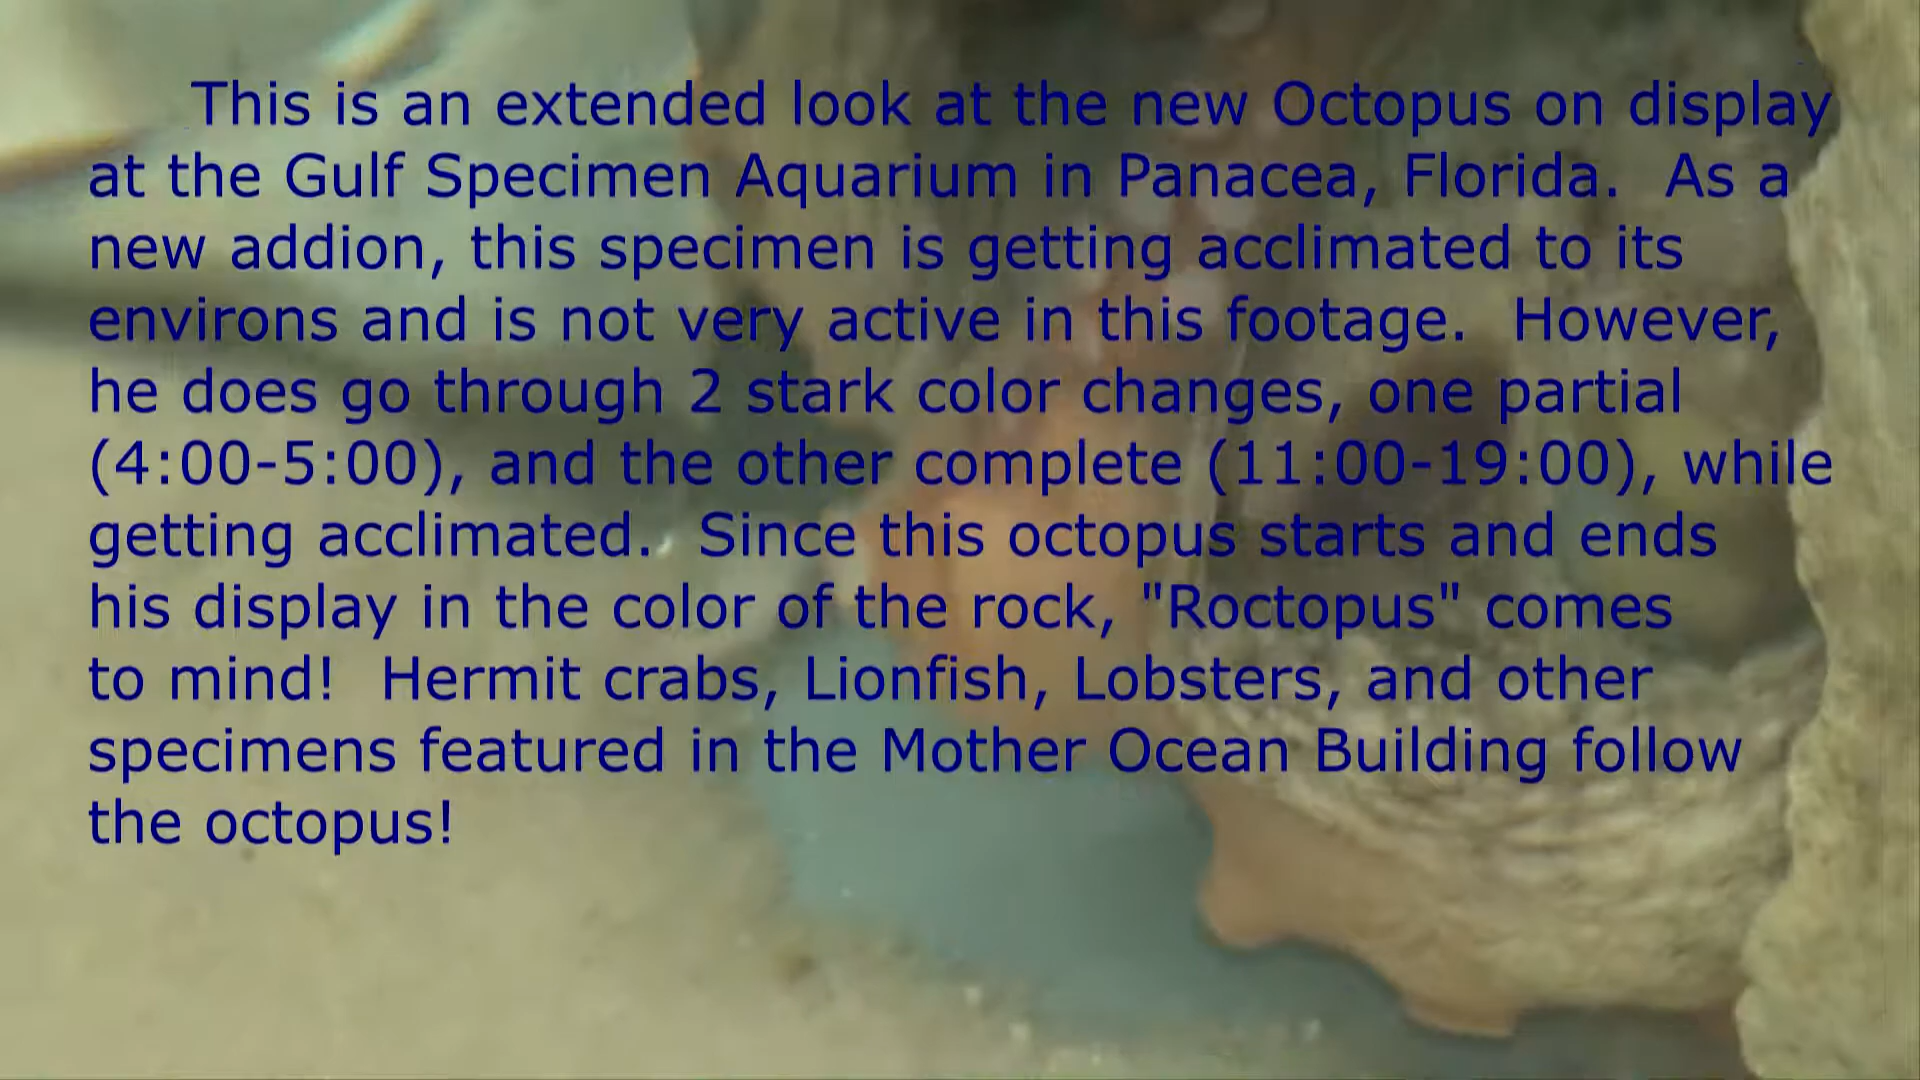 This is an extended look at the new Octopus on display
at the Gulf Specimen Aquarium in Panacea, Florida.  As a
new addion, this specimen is getting acclimated to its
environs and is not very active in this footage.  However,
he does go through 2 stark color changes, one partial
(4:00-5:00), and the other complete (11:00-19:00), while
getting acclimated.  Since this octopus starts and ends
his display in the color of the rock, "Roctopus" comes
to mind!  Hermit crabs, Lionfish, Lobsters, and other
specimens featured in the Mother Ocean Building follow
the octopus!